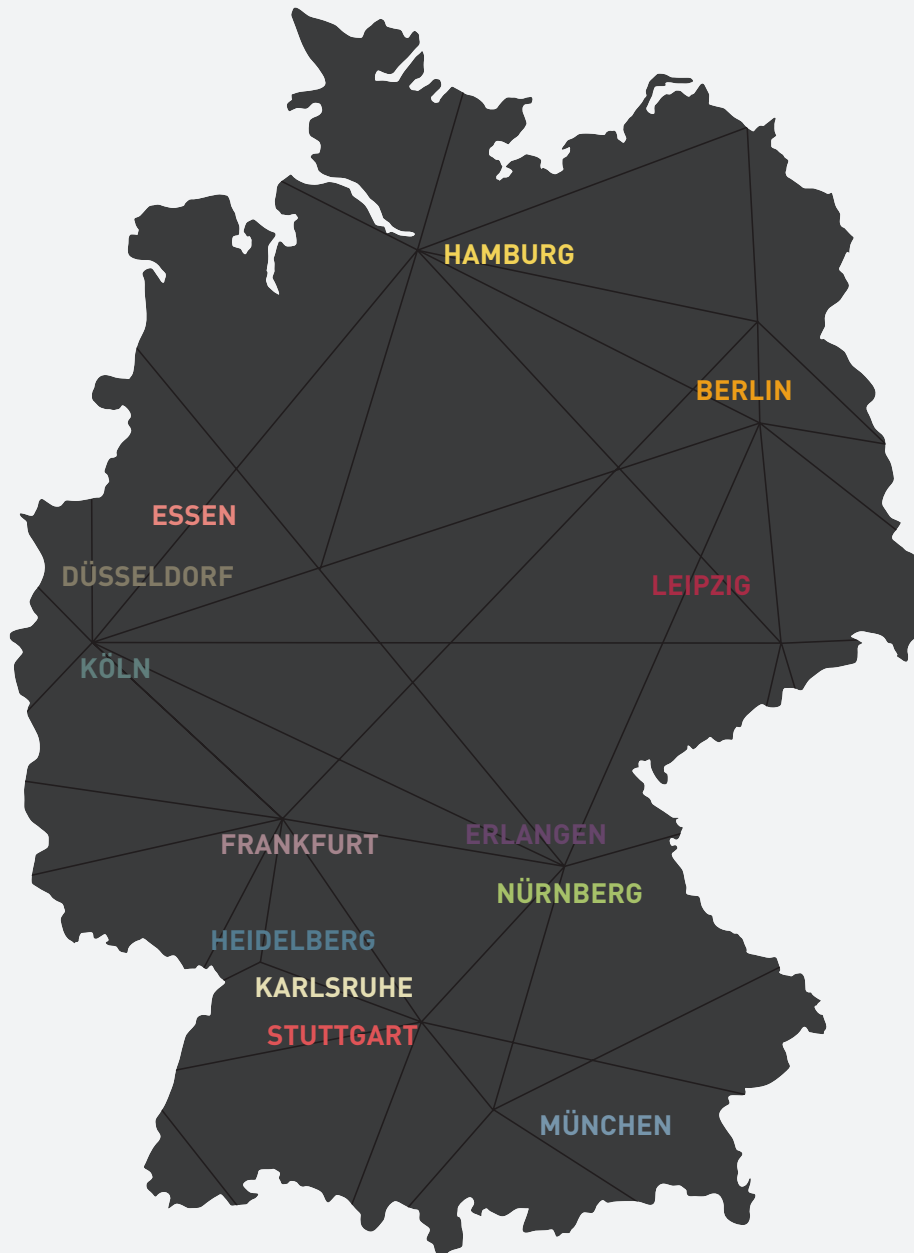 HAMBURG
BERLIN
ESSEN
DÜSSELDORF
LEIPZIG
KÖLN
ERLANGEN
FRANKFURT
NÜRNBERG
HEIDELBERG
KARLSRUHE
STUTTGART
MÜNCHEN